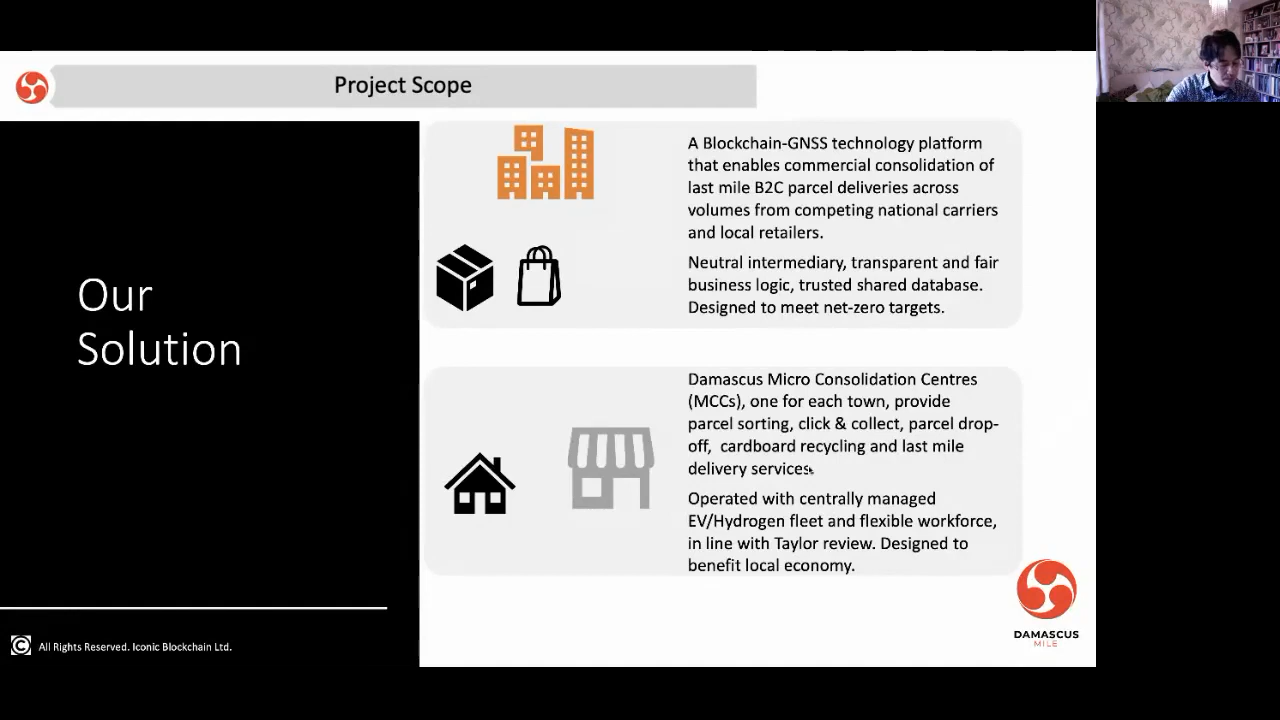 Project Scope
Our
Solution
A Blockchain-GNSS technology platform
that enables commercial consolidation of
last mile B2C parcel deliveries across
volumes from competing national carriers
and local retailers.
Neutral intermediary, transparent and fair
business logic, trusted shared database.
Designed to meet net-zero targets.
Damascus Micro Consolidation Centres
(MCCs), one for each town, provide
parcel sorting, click & collect, parcel drop-
off, cardboard recycling and last mile
delivery services.
Operated with centrally managed
EV/Hydrogen fleet and flexible workforce,
in line with Taylor review. Designed to
benefit local economy.
© All Rights Reserved. Iconic Blockchain Ltd.
DAMASCUS
MILE